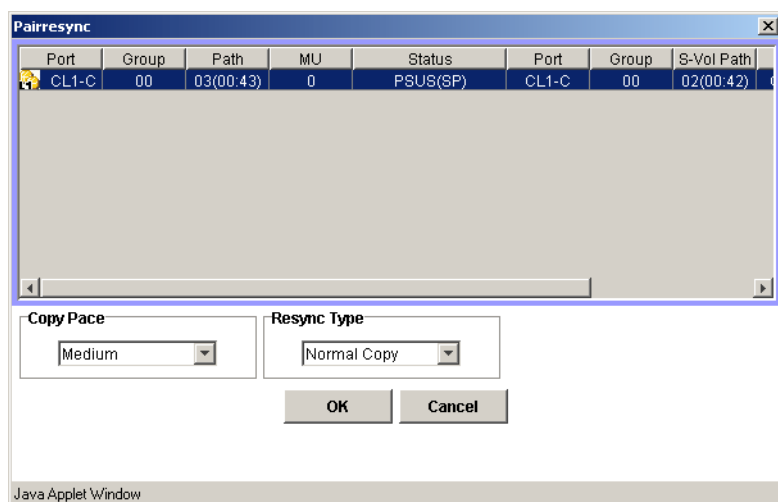 Pairresync
Port Group Path MU Status Port Group S-Vol Path
CL1-C 00 03(00:43) 0 PSUS(SP) CL1-C 00 02(00:42)
Copy Pace Resync Type
Medium Normal Copy
OK Cancel
Java Applet Window